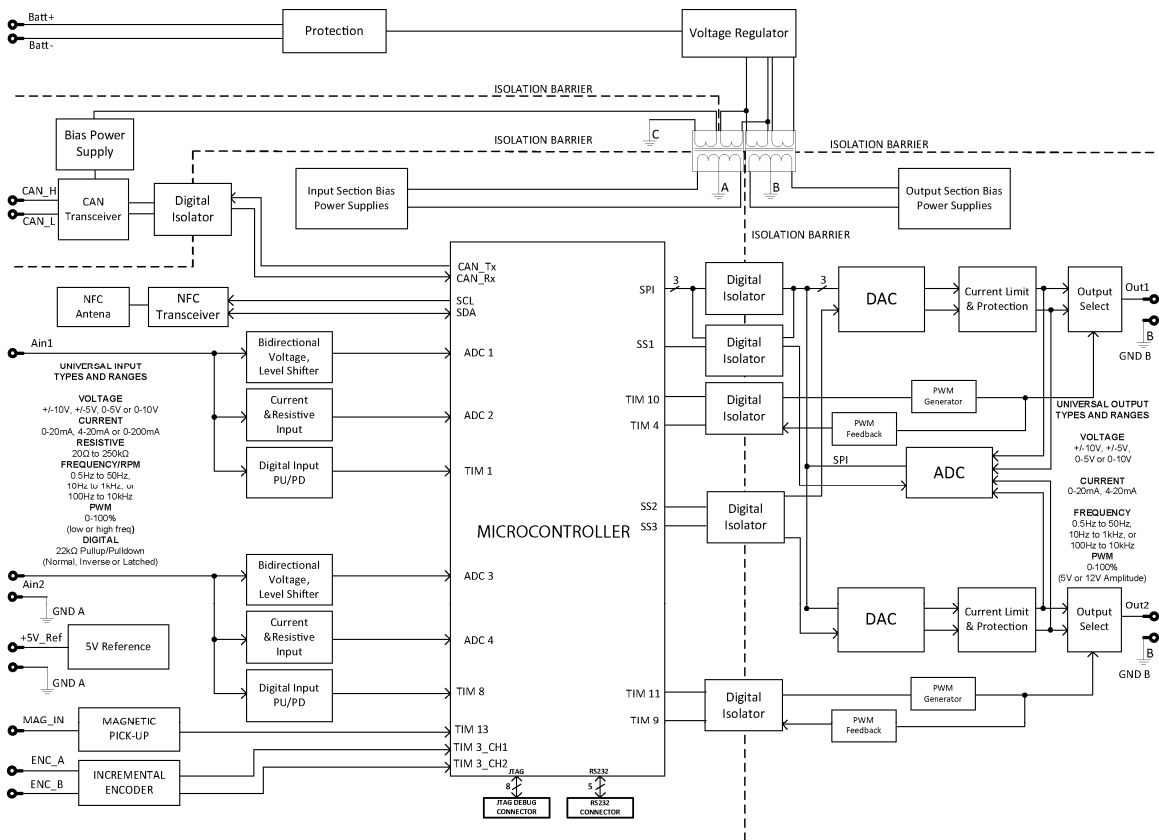 Batt+
Batt-
Protection
Voltage Regulator
ISOLATION BARRIER
Bias Power
Supply
ISOLATION BARRIER
C
ISOLATION BARRIER
CAN_H
CAN_L
CAN
Transceiver
Digital
Isolator
Input Section Bias
Power Supplies
A
B
Output Section Bias
Power Supplies
ISOLATION BARRIER
NFC
Antena
NFC
Transceiver
CAN_Tx
CAN_Rx
SCL
SDA
Ain1
UNIVERSAL INPUT
TYPES AND RANGES
VOLTAGE
+/-10V, +/-5V, 0-5V or 0-10V
CURRENT
0-20mA, 4-20mA or 0-200mA
RESISTIVE
20Ω to 250kΩ
FREQUENCY/RPM
0.5Hz to 50Hz,
10Hz to 1kHz, or
100Hz to 10kHz
PWM
0-100%
(low or high freq)
DIGITAL
22kΩ Pullup/Pulldown
(Normal, Inverse or Latched)
Bidirectional
Voltage,
Level Shifter
ADC 1
Current
&Resistive
Input
ADC 2
Digital Input
PU/PD
TIM 1
MICROCONTROLLER
Ain2
GND A
+5V_Ref
5V Reference
GND A
Bidirectional
Voltage,
Level Shifter
ADC 3
Current
&Resistive
Input
ADC 4
Digital Input
PU/PD
TIM 8
MAG_IN
MAGNETIC
PICK-UP
TIM 13
ENC_A
ENC_B
INCREMENTAL
ENCODER
TIM 3_CH1
TIM 3_CH2
JTAG
8
JTAG DEBUG
CONNECTOR
RS232
5
RS232
CONNECTOR
SPI
3
Digital
Isolator
3
DAC
Current Limit
& Protection
Output
Select
Out1
B
GND B
SS1
Digital
Isolator
TIM 10
TIM 4
Digital
Isolator
PWM
Generator
PWM
Feedback
SPI
ADC
UNIVERSAL OUTPUT
TYPES AND RANGES
VOLTAGE
+/-10V, +/-5V,
0-5V or 0-10V
CURRENT
0-20mA, 4-20mA
FREQUENCY
0.5Hz to 50Hz,
10Hz to 1kHz, or
100Hz to 10kHz
PWM
0-100%
(5V or 12V Amplitude)
SS2
SS3
Digital
Isolator
DAC
Current Limit
& Protection
Output
Select
Out2
B
GND B
TIM 11
TIM 9
Digital
Isolator
PWM
Generator
PWM
Feedback